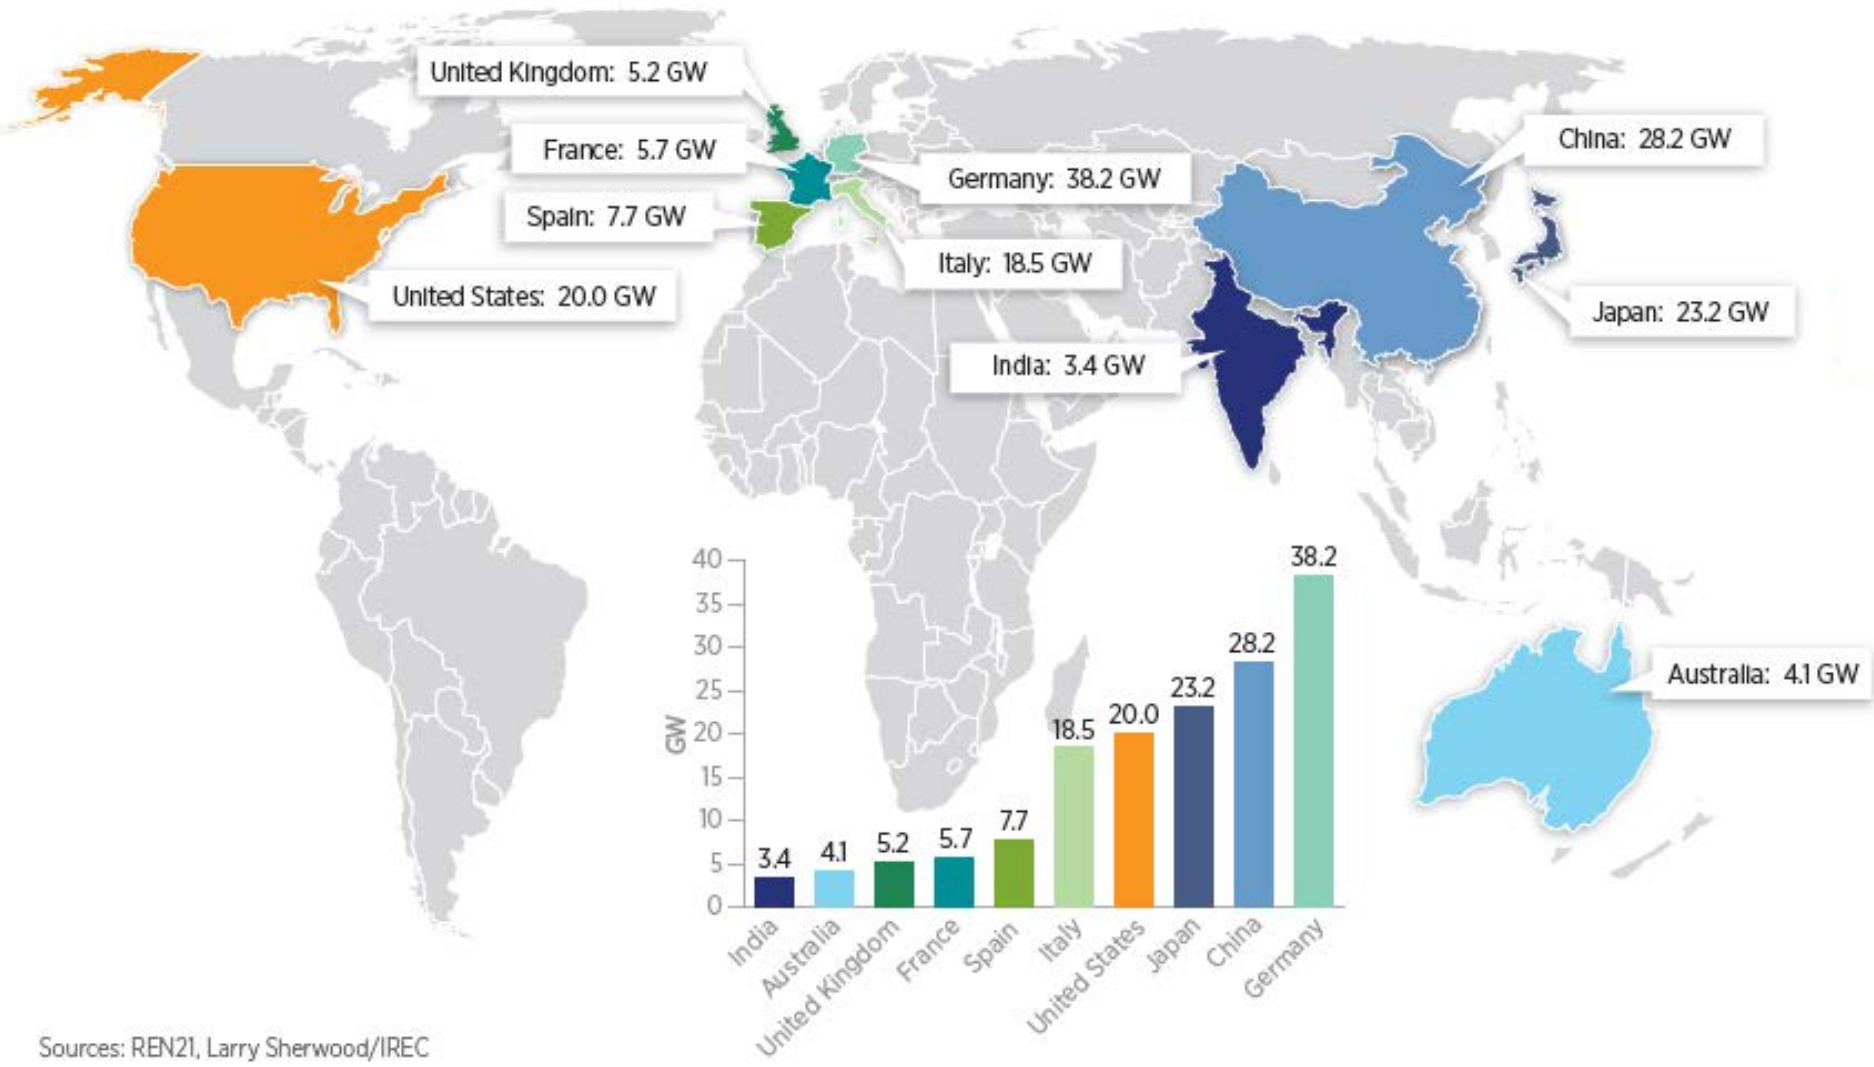 United Kingdom: 5.2 GW
France: 5.7 GW
China: 28.2 GW
Germany: 38.2 GW
Spain: 7.7 GW
Italy: 18.5 GW
United States: 20.0 GW
Japan: 23.2 GW
India: 3.4 GW
Australia: 4.1 GW
GW
40
35
30
25
20
15
10
5
0
3.4
4.1
5.2
5.7
7.7
18.5
20.0
23.2
28.2
38.2
India
Australia
United Kingdom
France
Spain
Italy
United States
Japan
China
Germany
Sources: REN21, Larry Sherwood/IREC